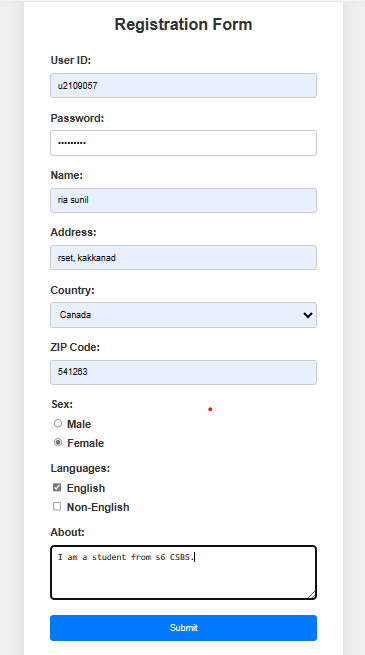 Registration Form
User ID:
u2109057
Password:
•••••••••
Name:
ria sunil
Address:
rset, kakkanad
Country:
Canada
ZIP Code:
541263
Sex:
Male
Female
Languages:
English
Non-English
About:
I am a student from s6 CSBS.
Submit